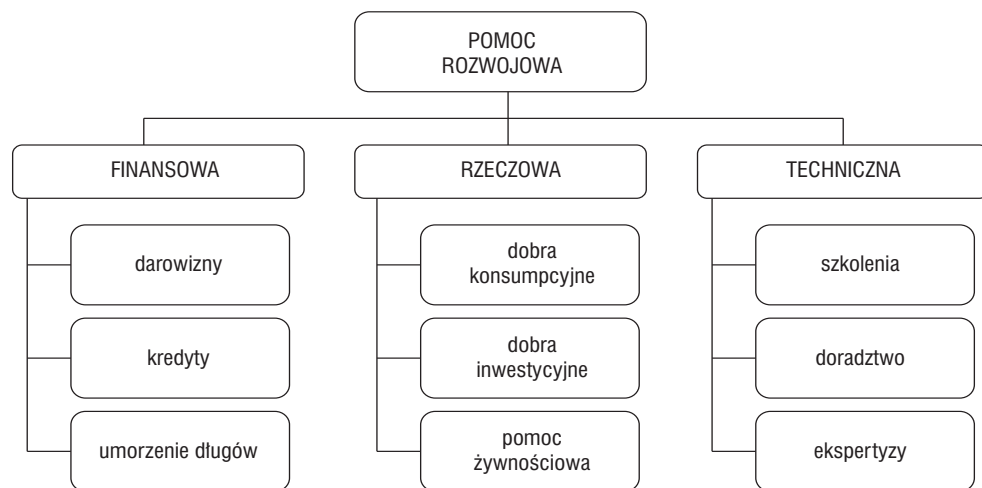 POMOC
ROZWOJOWA
FINANSOWA
RZECZOWA
TECHNICZNA
darowizny
dobra
konsumpcyjne
szkolenia
kredyty
dobra
inwestycyjne
doradztwo
umorzenie długów
pomoc
żywnościowa
ekspertyzy